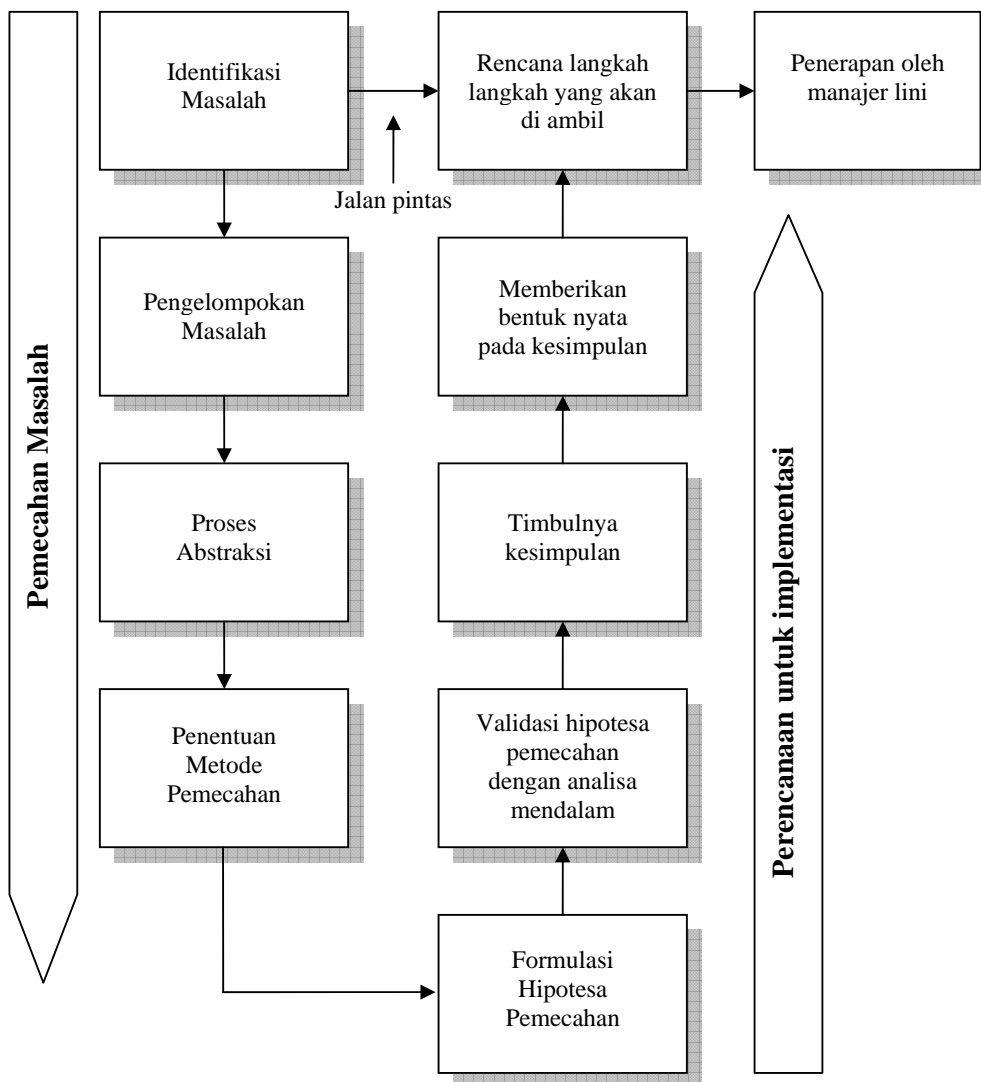 Identifikasi
Masalah
Rencana langkah
langkah yang akan
di ambil
Penerapan oleh
manajer lini
Jalan pintas
Pengelompokan
Masalah
Memberikan
bentuk nyata
pada kesimpulan
Proses
Abstraksi
Timbulnya
kesimpulan
Penentuan
Metode
Pemecahan
Validasi hipotesa
pemecahan
dengan analisa
mendalam
Formulasi
Hipotesa
Pemecahan
Pemecahan Masalah
Perencanaan untuk implementasi